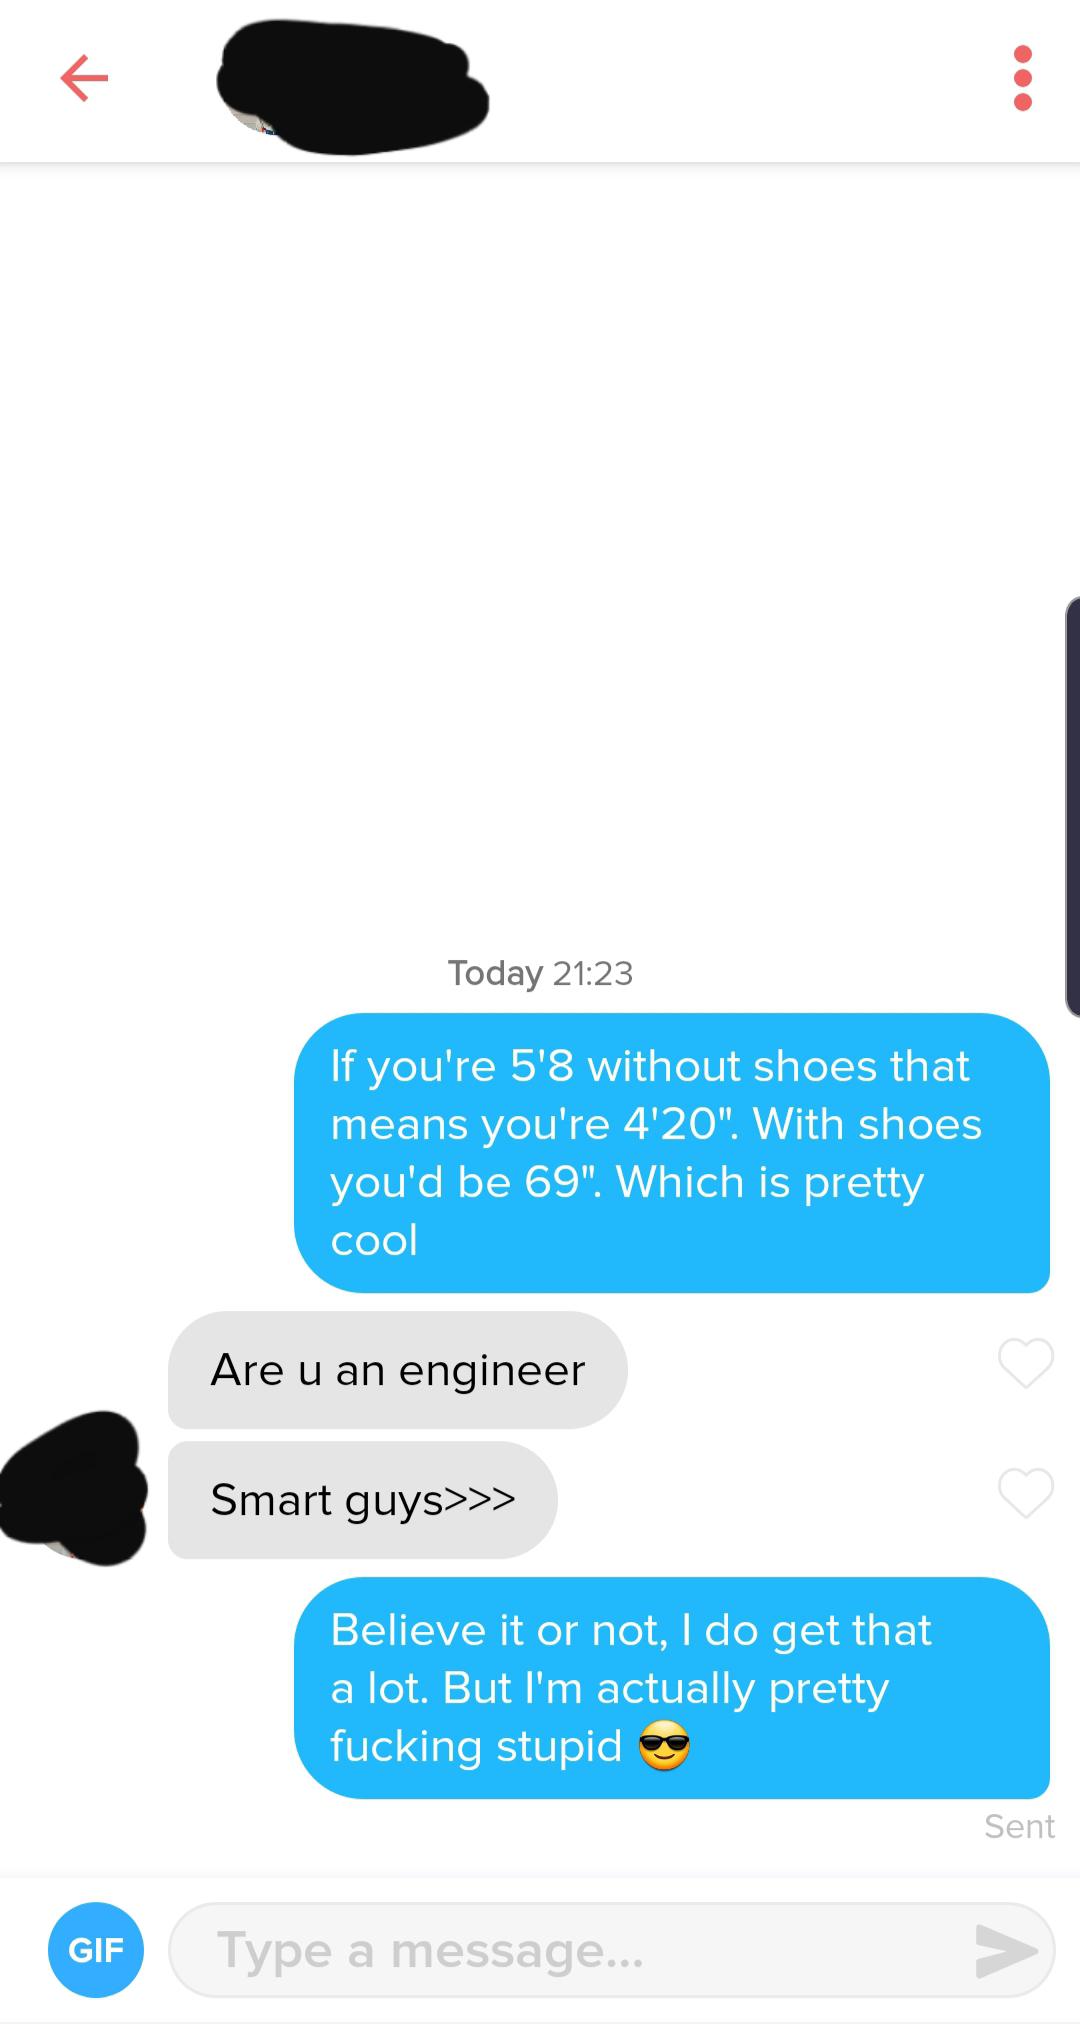 Today 21:23
If you're 5'8 without shoes that
means you're 4'20". With shoes
you'd be 69". Which is pretty
cool
Are u an engineer
Smart guys>>>
Believe it or not, I do get that
a lot. But I'm actually pretty
fucking stupid 😎
Sent
GIF
Type a message...